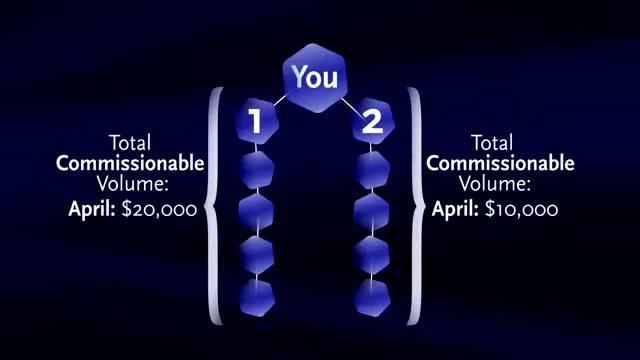 You
1
2
Total
Commissionable
Volume:
April: $20,000
Total
Commissionable
Volume:
April: $10,000